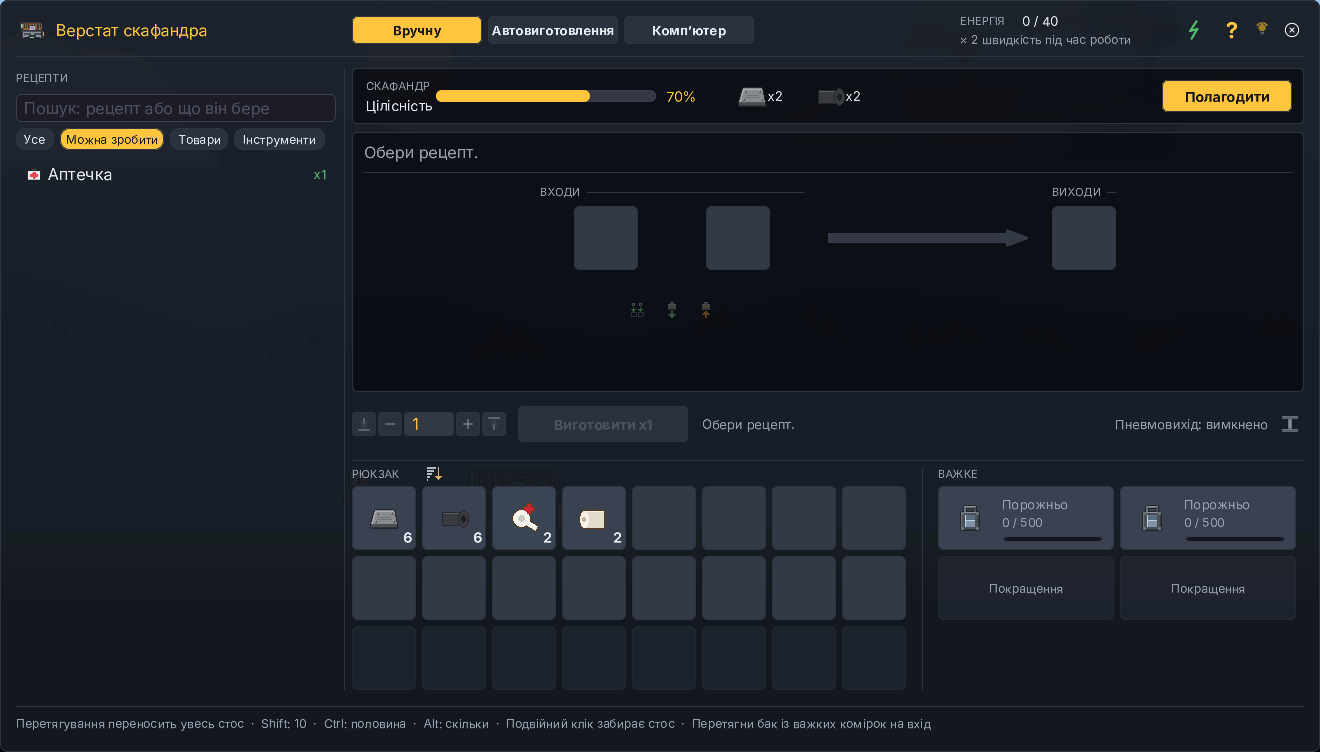 Верстат скафандра
Вручну
Автовиготовлення
Комп’ютер
ЕНЕРГІЯ 0 / 40
× 2 швидкість під час роботи
?
РЕЦЕПТИ
Пошук: рецепт або що він бере
Усе
Можна зробити
Товари
Інструменти
Аптечка x1
СКАФАНДР
Цілісність
70%
x2
x2
Полагодити
Обери рецепт.
ВХОДИ
ВИХОДИ
1
Виготовити x1
Обери рецепт.
Пневмовихід: вимкнено
РЮКЗАК
6
6
2
2
ВАЖКЕ
Порожньо
0 / 500
Порожньо
0 / 500
Покращення
Покращення
Перетягування переносить увесь стос · Shift: 10 · Ctrl: половина · Alt: скільки · Подвійний клік забирає стос · Перетягни бак із важких комірок на вхід